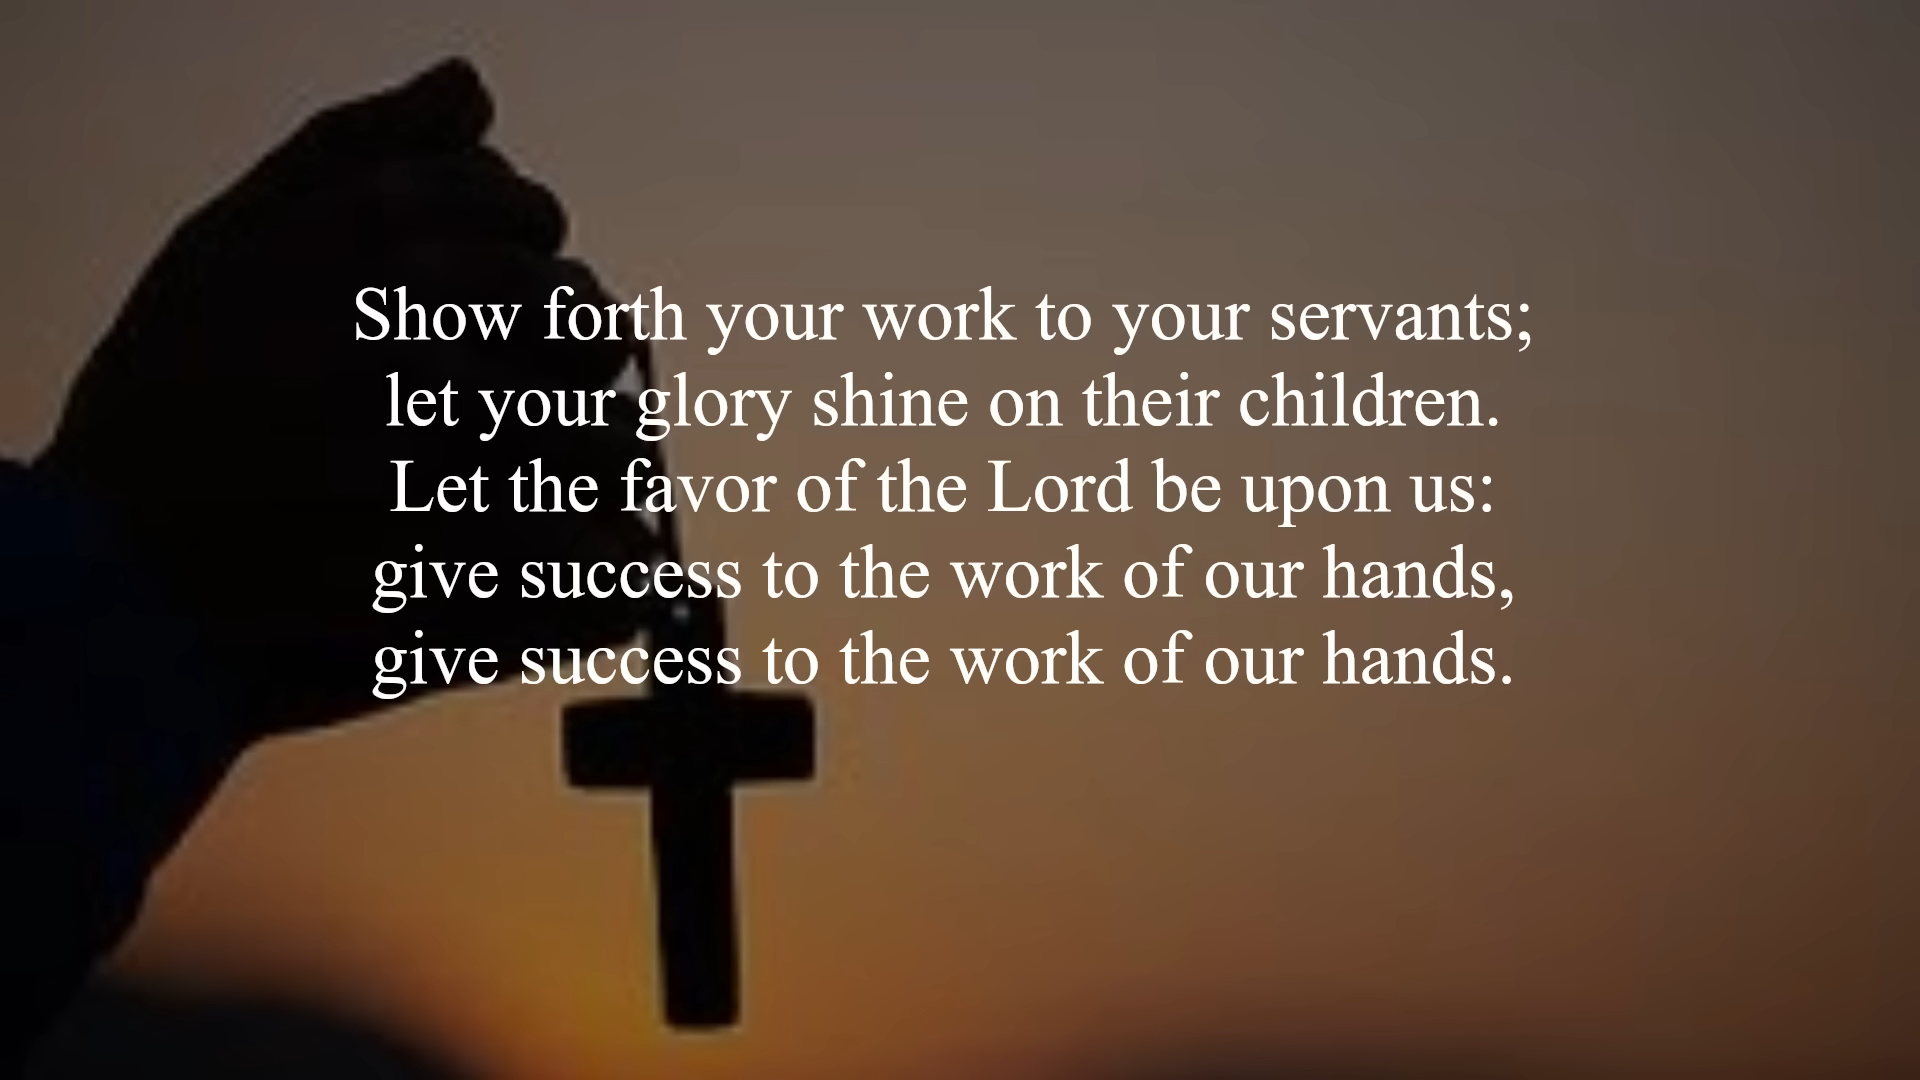 Show forth your work to your servants;
let your glory shine on their children.
Let the favor of the Lord be upon us:
give success to the work of our hands,
give success to the work of our hands.